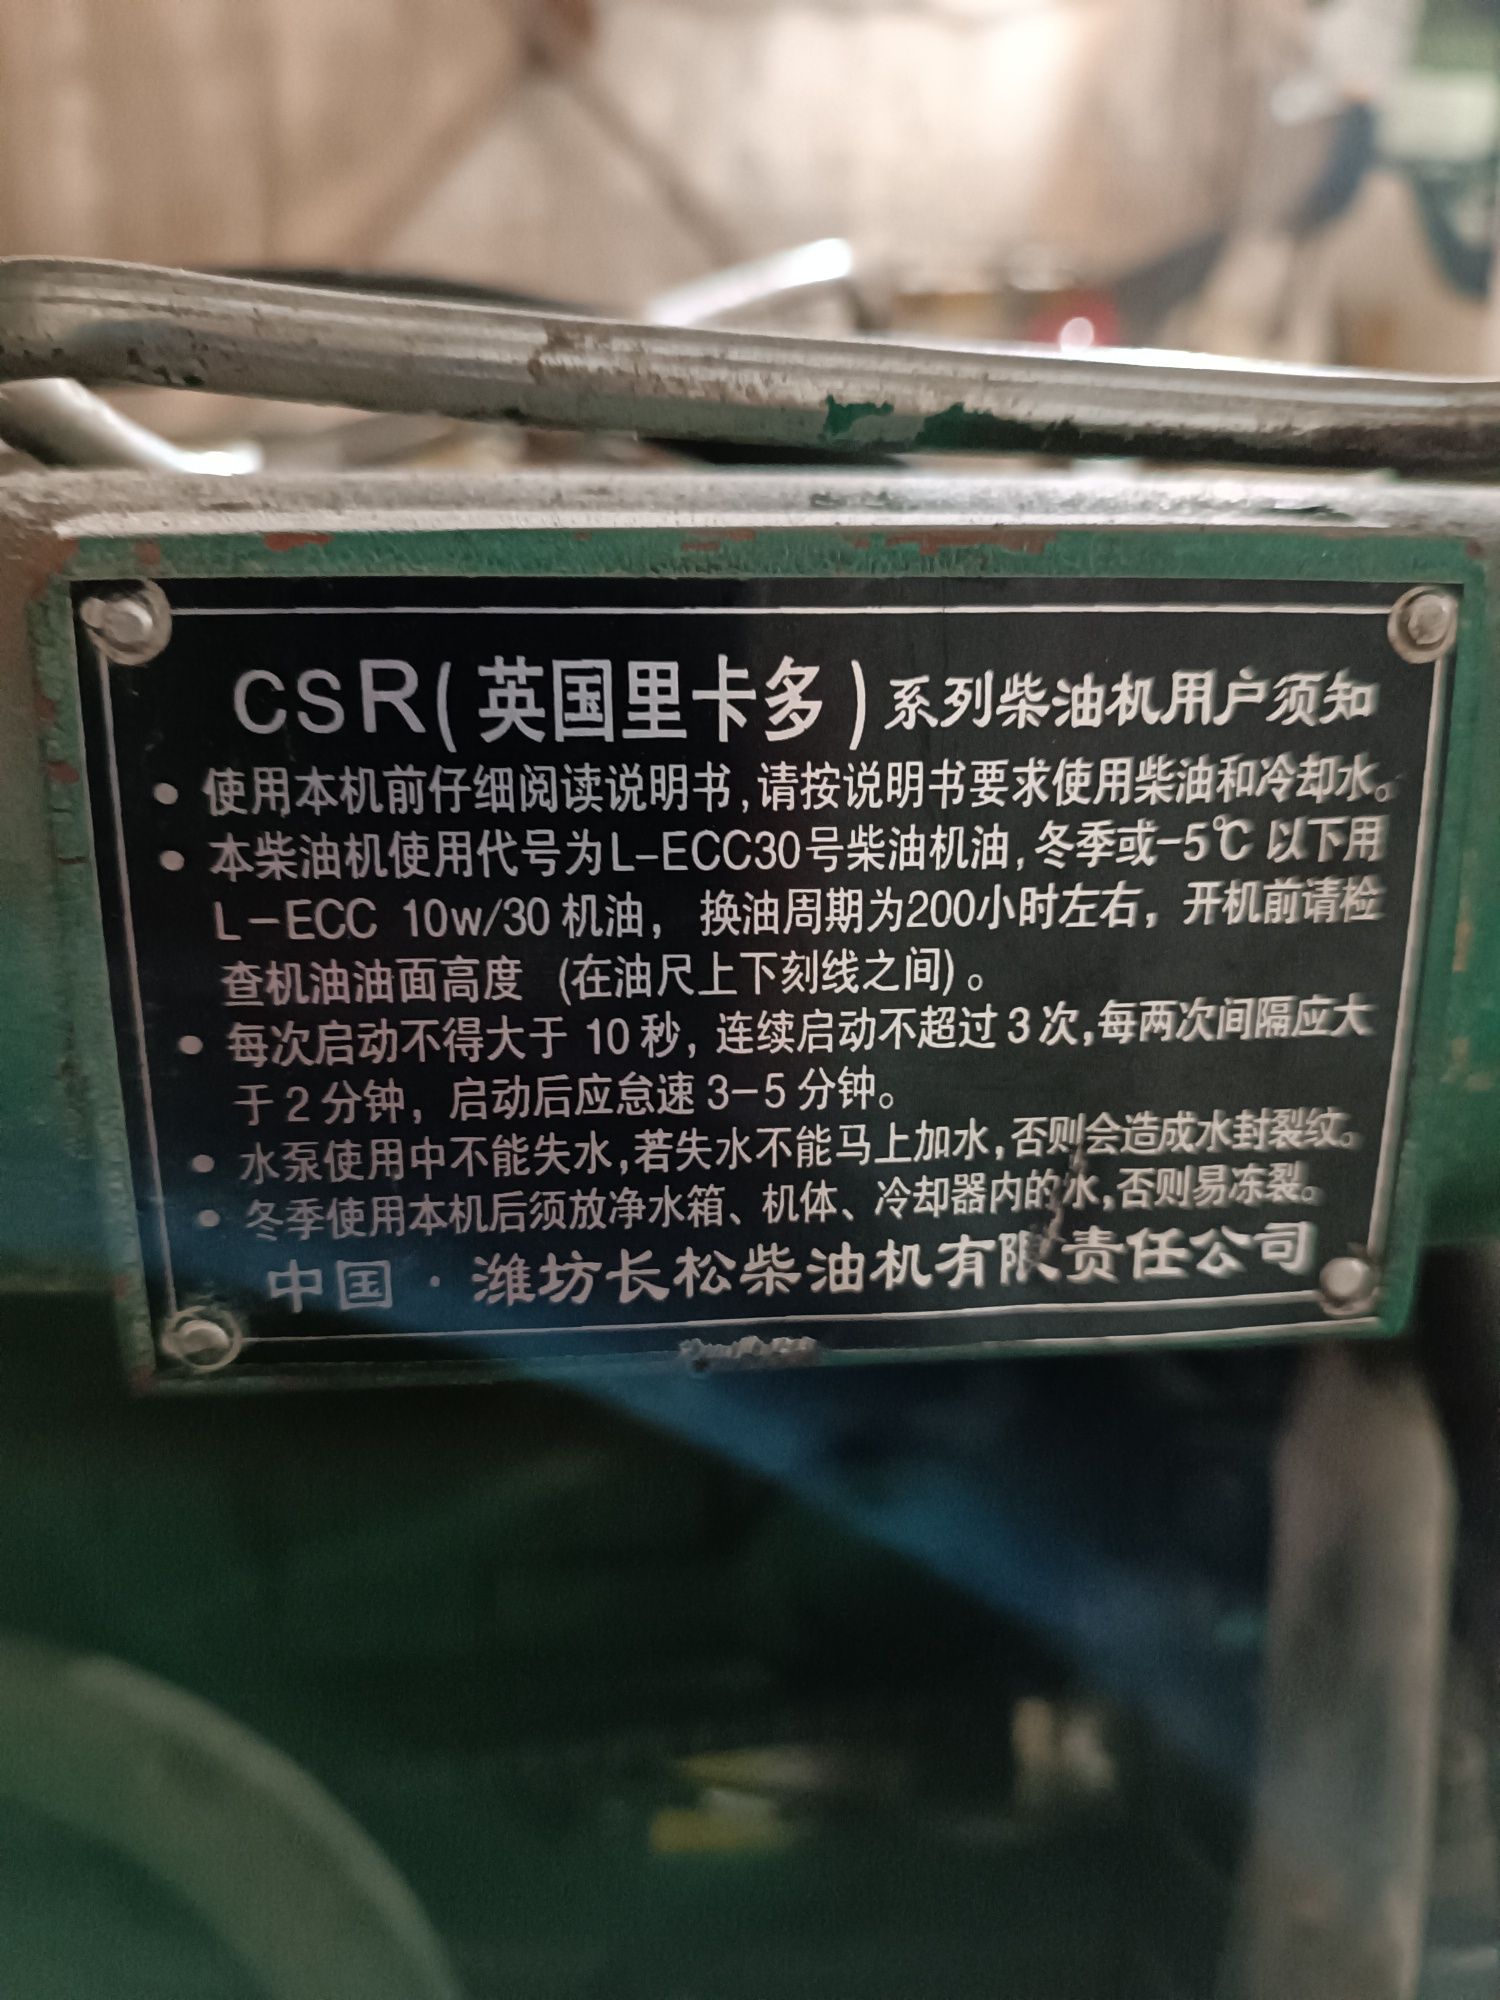 CSR(英国里卡多)系列柴油机用户须知
• 使用本机前仔细阅读说明书,请按说明书要求使用柴油和冷却水。
• 本柴油机使用代号为L-ECC30号柴油机油,冬季或-5℃ 以下用
L-ECC 10w/30 机油, 换油周期为200小时左右, 开机前请检
查机油油面高度 (在油尺上下刻线之间)。
• 每次启动不得大于 10 秒, 连续启动不超过 3 次,每两次间隔应大
于 2 分钟, 启动后应怠速 3-5 分钟。
• 水泵使用中不能失水,若失水不能马上加水,否则会造成水封裂纹。
• 冬季使用本机后须放净水箱、机体、冷却器内的水,否则易冻裂。
中国·潍坊长松柴油机有限责任公司